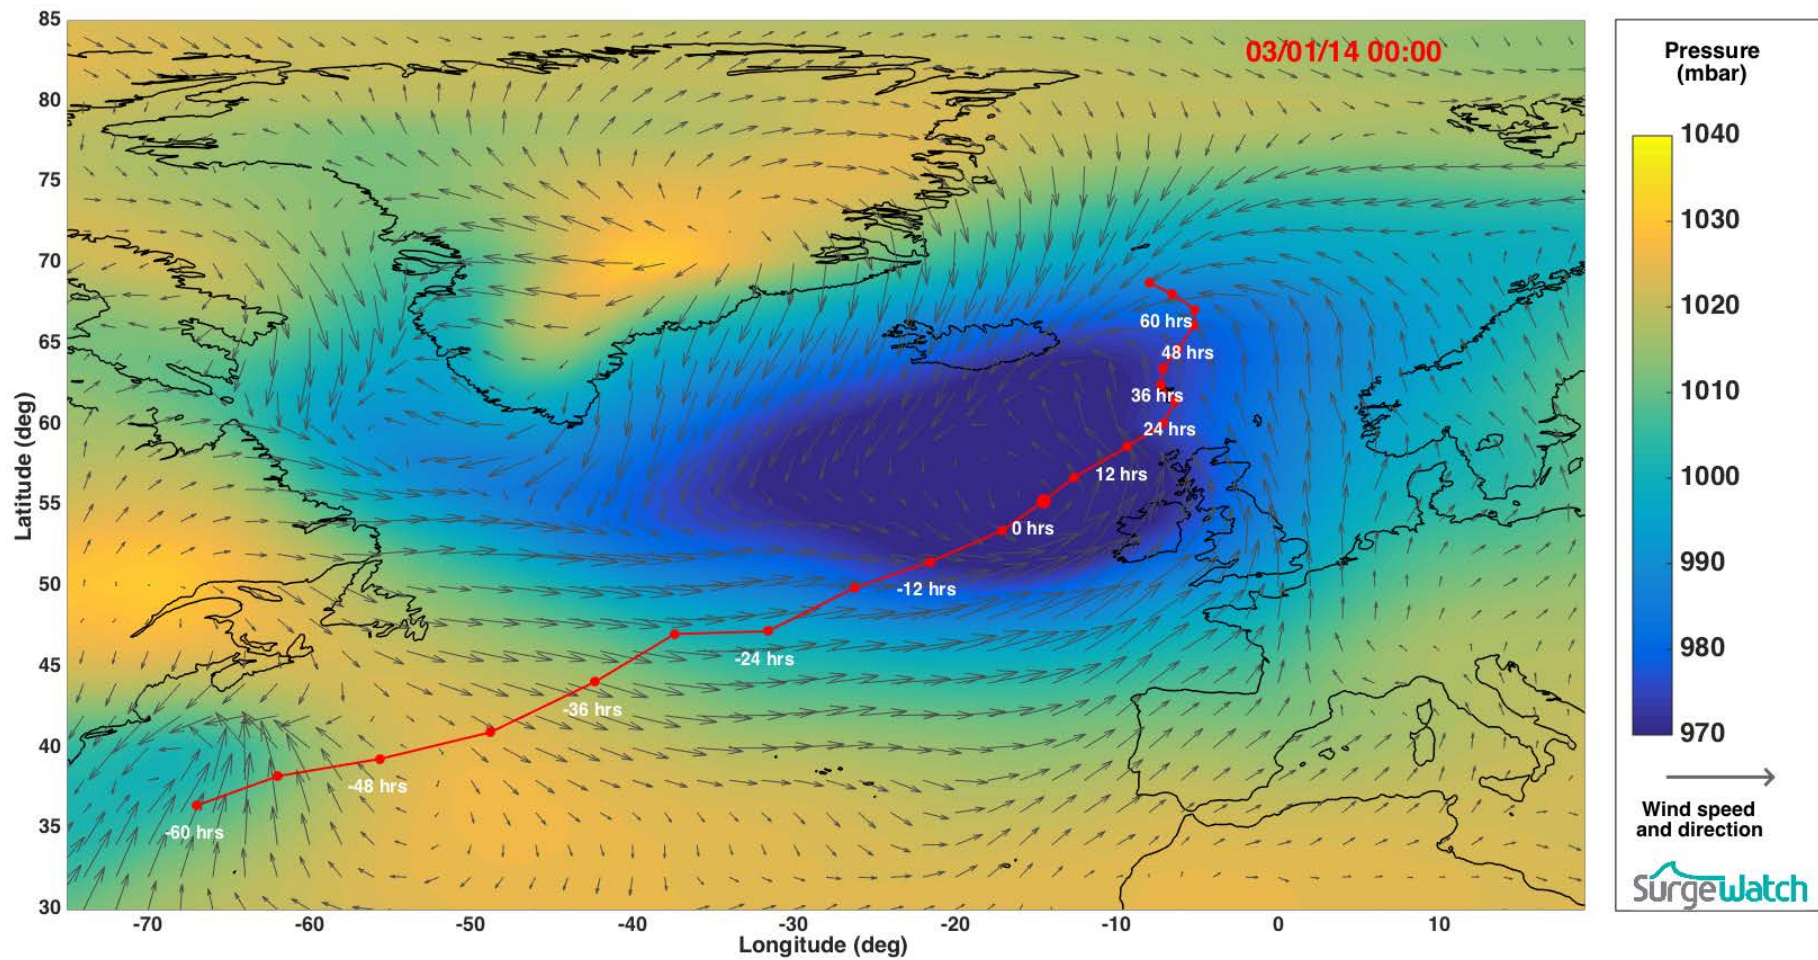 85
80
75
70
65
60
55
50
45
40
35
30
Latitude (deg)
03/01/14 00:00
60 hrs
48 hrs
36 hrs
24 hrs
12 hrs
0 hrs
-12 hrs
-24 hrs
-36 hrs
-48 hrs
-60 hrs
-70 -60 -50 -40 -30 -20 -10 0 10
Longitude (deg)
Pressure
(mbar)
1040
1030
1020
1010
1000
990
980
970
Wind speed
and direction
SurgeWatch